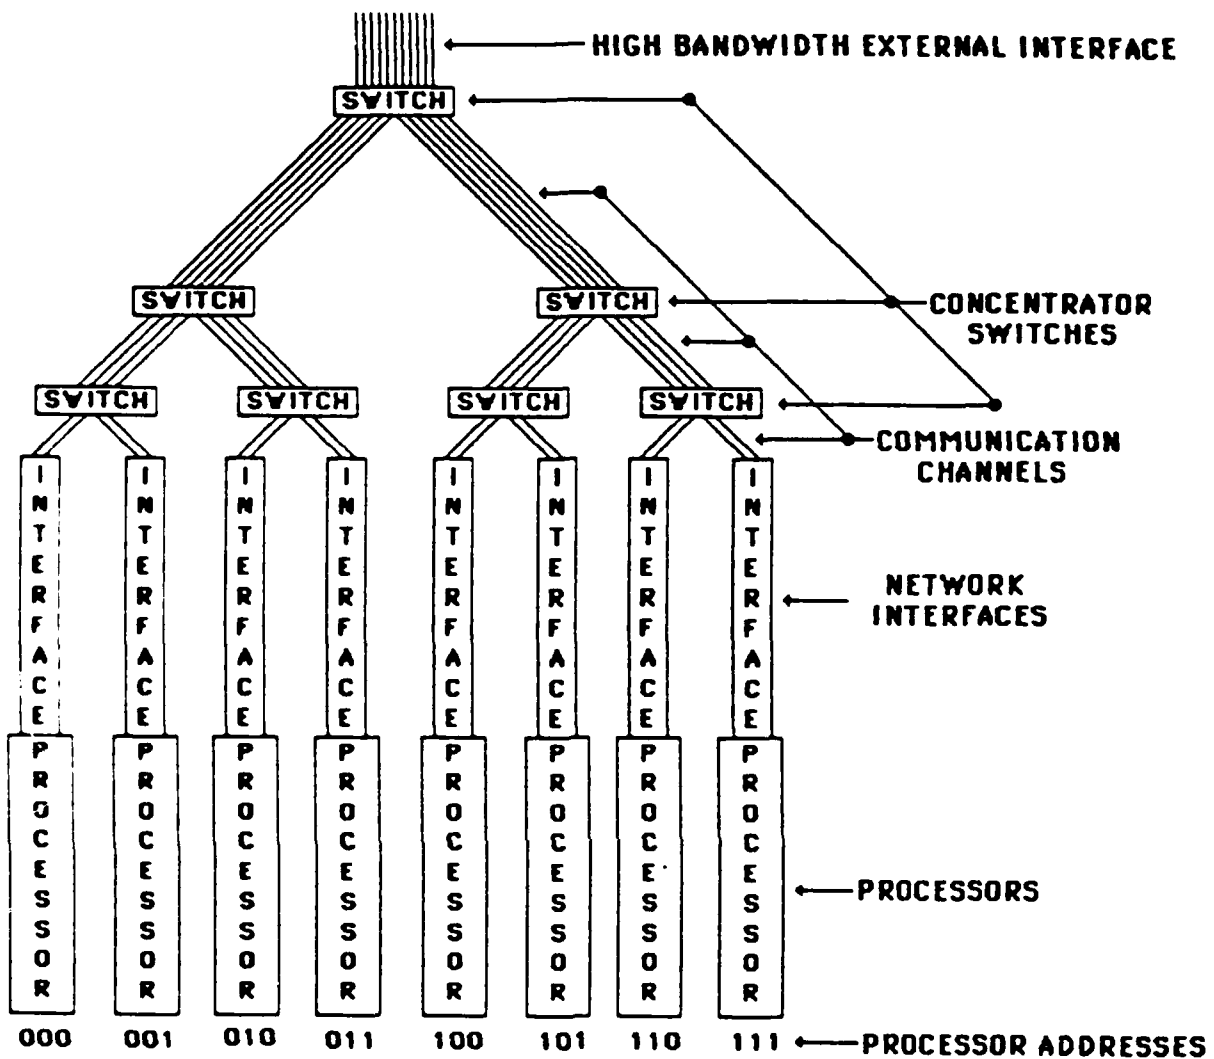 HIGH BANDWIDTH EXTERNAL INTERFACE
SWITCH
SWITCH
SWITCH
CONCENTRATOR
SWITCHES
SWITCH
SWITCH
SWITCH
SWITCH
COMMUNICATION
CHANNELS
INTERFACE
INTERFACE
INTERFACE
INTERFACE
INTERFACE
INTERFACE
INTERFACE
INTERFACE
NETWORK
INTERFACES
PROCESSOR
PROCESSOR
PROCESSOR
PROCESSOR
PROCESSOR
PROCESSOR
PROCESSOR
PROCESSOR
PROCESSORS
000 001 010 011 100 101 110 111 PROCESSOR ADDRESSES